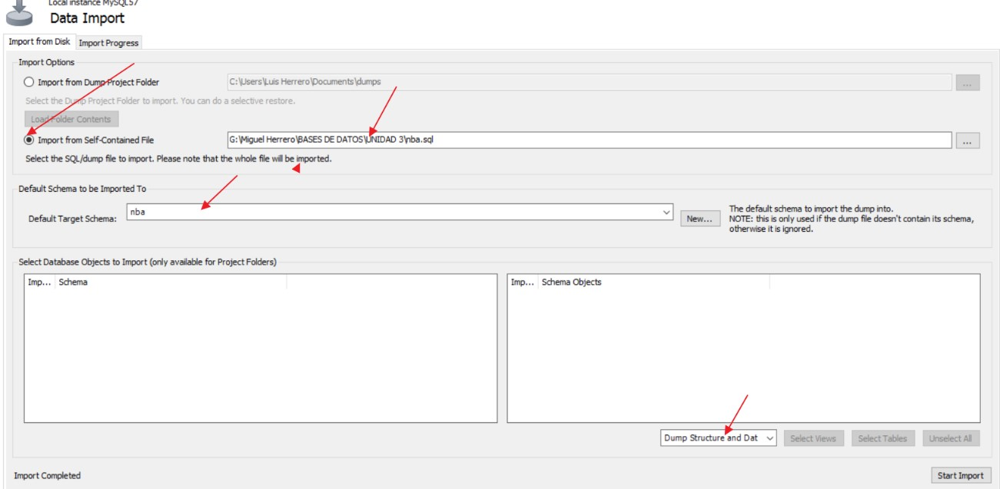 Local instance MySQL57
Data Import
Import from Disk Import Progress
Import Options
Import from Dump Project Folder C:\Users\Luis Herrero\Documents\dumps ...
Select the Dump Project Folder to import. You can do a selective restore.
Load Folder Contents
Import from Self-Contained File G:\Miguel Herrero\BASES DE DATOS\UNIDAD 3\nba.sql ...
Select the SQL/dump file to import. Please note that the whole file will be imported.
Default Schema to be Imported To
Default Target Schema: nba New...
The default schema to import the dump into.
NOTE: this is only used if the dump file doesn't contain its schema,
otherwise it is ignored.
Select Database Objects to Import (only available for Project Folders)
Imp... Schema Imp... Schema Objects
Dump Structure and Dat Select Views Select Tables Unselect All
Import Completed Start Import